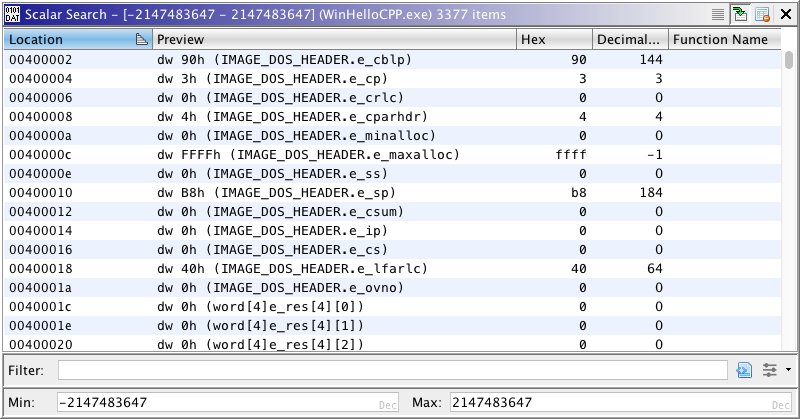 0101 DAT Scalar Search – [-2147483647 - 2147483647] (WinHelloCPP.exe) 3377 items
Location Preview Hex Decimal... Function Name
00400002 dw 90h (IMAGE_DOS_HEADER.e_cblp) 90 144
00400004 dw 3h (IMAGE_DOS_HEADER.e_cp) 3 3
00400006 dw 0h (IMAGE_DOS_HEADER.e_crlc) 0 0
00400008 dw 4h (IMAGE_DOS_HEADER.e_cparhdr) 4 4
0040000a dw 0h (IMAGE_DOS_HEADER.e_minalloc) 0 0
0040000c dw FFFFh (IMAGE_DOS_HEADER.e_maxalloc) ffff -1
0040000e dw 0h (IMAGE_DOS_HEADER.e_ss) 0 0
00400010 dw B8h (IMAGE_DOS_HEADER.e_sp) b8 184
00400012 dw 0h (IMAGE_DOS_HEADER.e_csum) 0 0
00400014 dw 0h (IMAGE_DOS_HEADER.e_ip) 0 0
00400016 dw 0h (IMAGE_DOS_HEADER.e_cs) 0 0
00400018 dw 40h (IMAGE_DOS_HEADER.e_lfarlc) 40 64
0040001a dw 0h (IMAGE_DOS_HEADER.e_ovno) 0 0
0040001c dw 0h (word[4]e_res[4][0]) 0 0
0040001e dw 0h (word[4]e_res[4][1]) 0 0
00400020 dw 0h (word[4]e_res[4][2]) 0 0
Filter:
Min: -2147483647 Dec Max: 2147483647 Dec